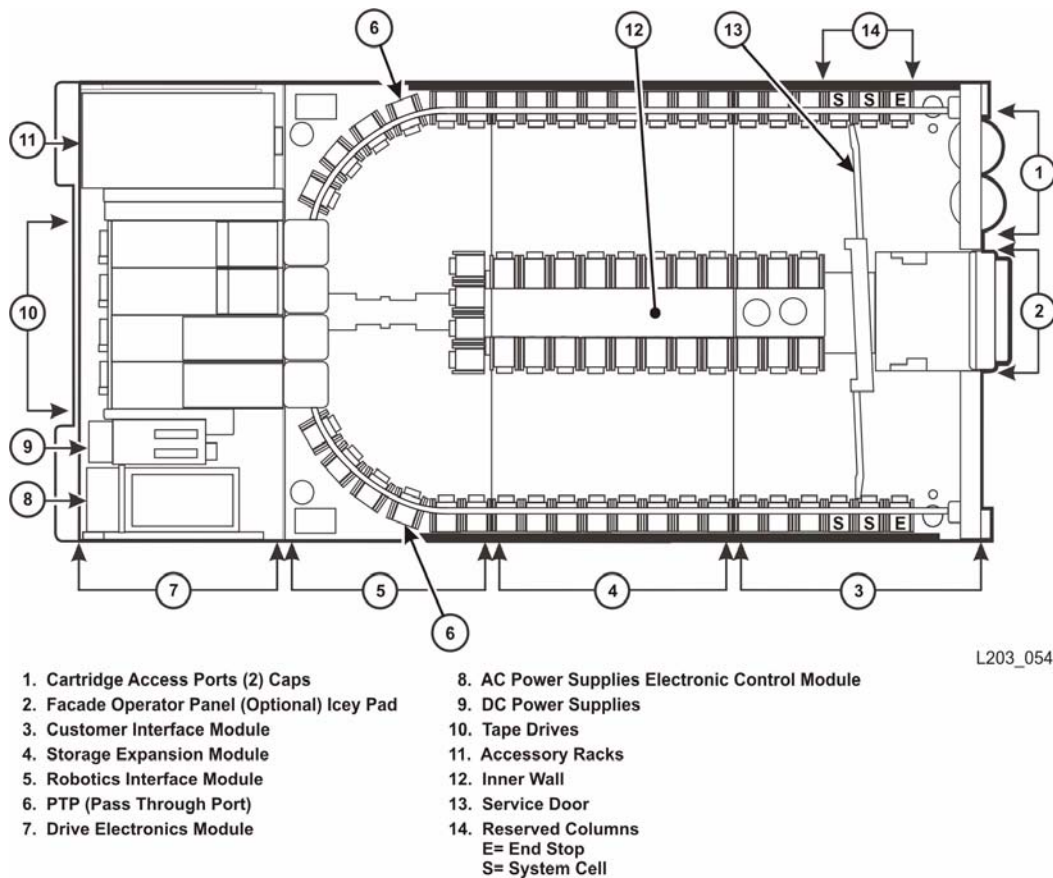 6
12
13
14
S S E
11
1
10
2
9
8
S S E
7
5
4
3
6
L203_054
1. Cartridge Access Ports (2) Caps
2. Facade Operator Panel (Optional) Icey Pad
3. Customer Interface Module
4. Storage Expansion Module
5. Robotics Interface Module
6. PTP (Pass Through Port)
7. Drive Electronics Module
8. AC Power Supplies Electronic Control Module
9. DC Power Supplies
10. Tape Drives
11. Accessory Racks
12. Inner Wall
13. Service Door
14. Reserved Columns
E= End Stop
S= System Cell